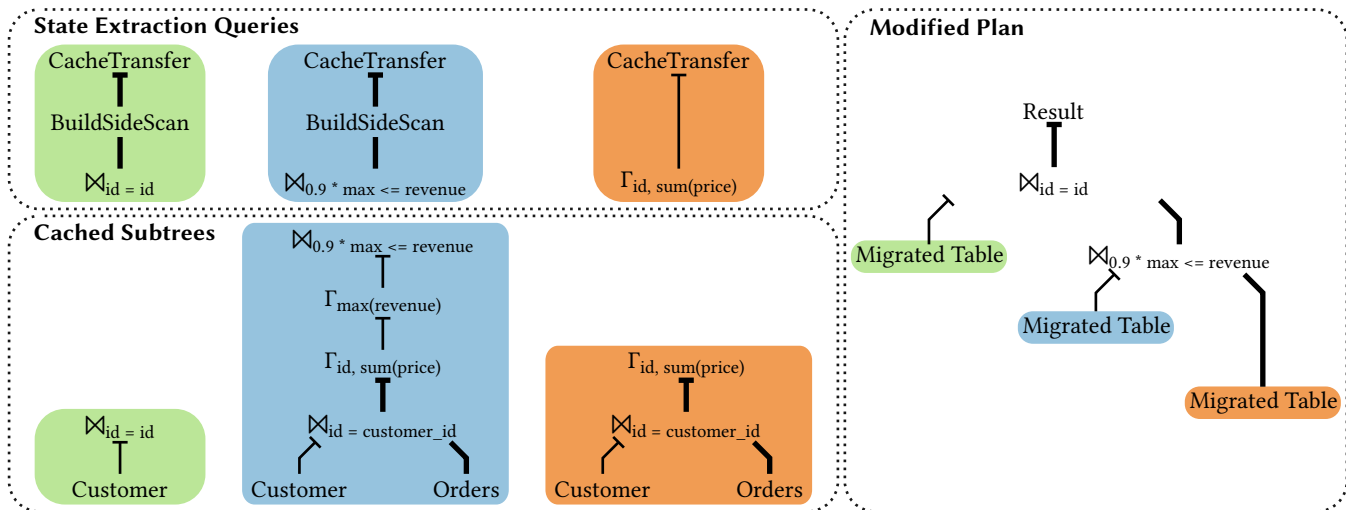 State Extraction Queries
CacheTransfer
BuildSideScan
⋈id = id
CacheTransfer
BuildSideScan
⋈0.9 * max <= revenue
CacheTransfer
Γid, sum(price)
Cached Subtrees
⋈id = id
Customer
⋈0.9 * max <= revenue
Γmax(revenue)
Γid, sum(price)
⋈id = customer_id
Customer Orders
Γid, sum(price)
⋈id = customer_id
Customer Orders
Modified Plan
Result
⋈id = id
Migrated Table
⋈0.9 * max <= revenue
Migrated Table
Migrated Table